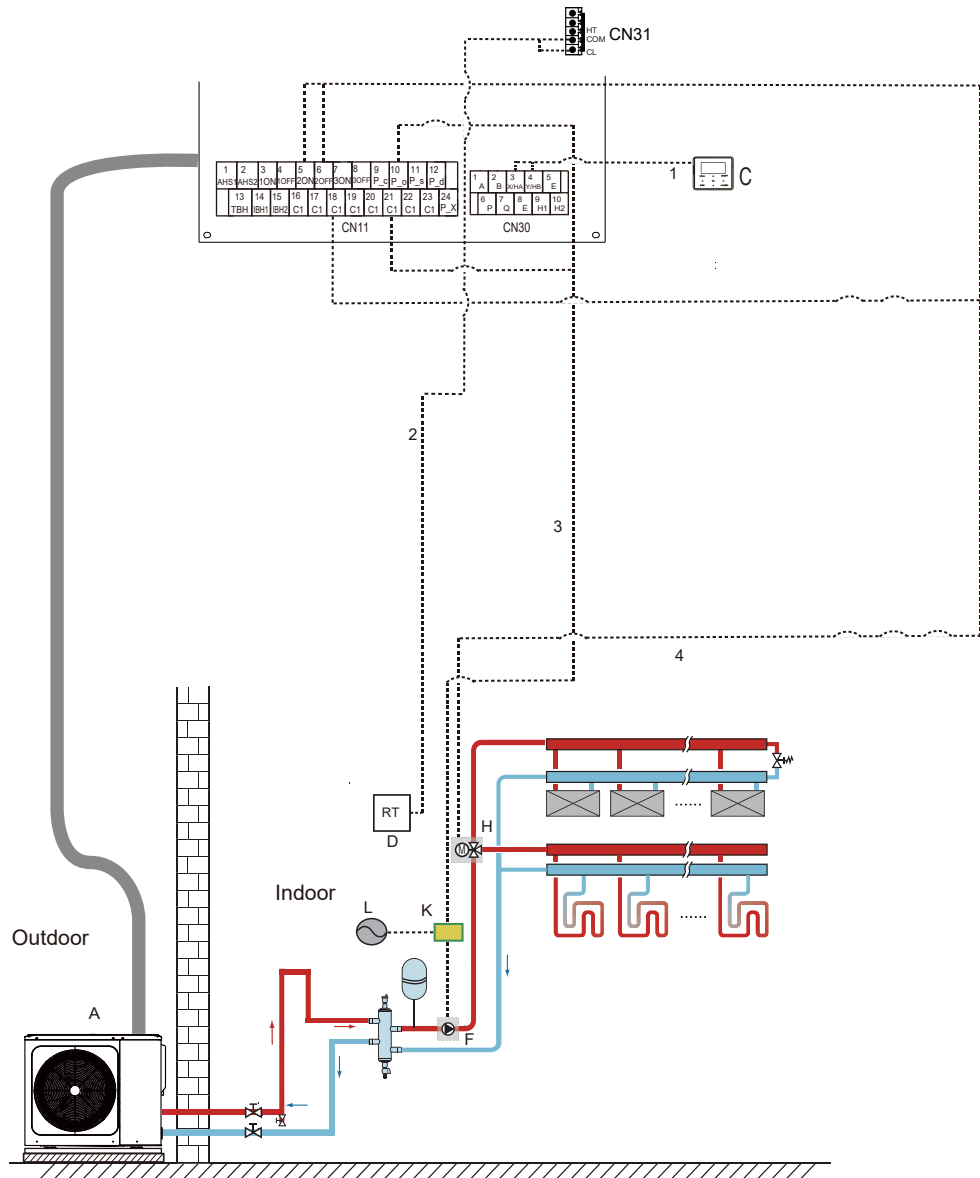 HT
COM
CL
CN31
1 2 3 4 5 6 7 8 9 10 11 12
AHS1 AHS2 1ON 1OFF 2ON 2OFF 3ON 3OFF P_c P_o P_s P_d
13 14 15 16 17 18 19 20 21 22 23 24
TBH IBH1 IBH2 C1 C1 C1 C1 C1 C1 C1 C1 P_X
CN11
1 2 3 4 5
A B X/HA Y/HB E
6 7 8 9 10
P Q E H1 H2
CN30
1
C
:
2
3
4
RT
D
H
M
Indoor
L
K
Outdoor
A
F